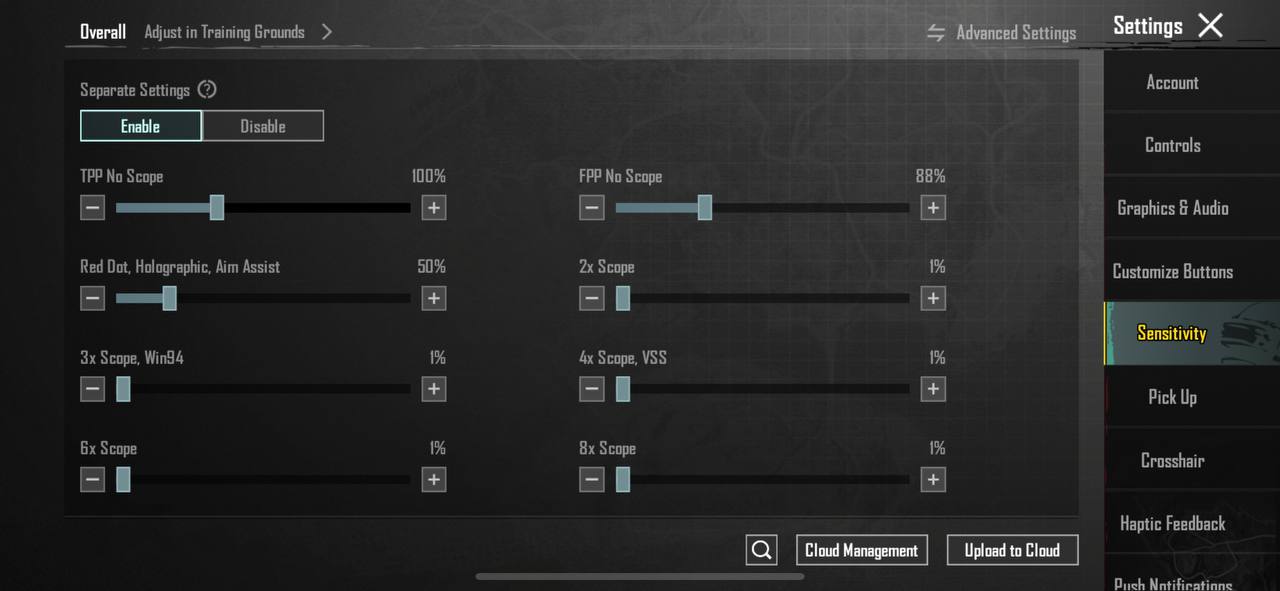 Overall
Adjust in Training Grounds
Advanced Settings
Settings
Separate Settings ?
Enable
Disable
TPP No Scope
100%
FPP No Scope
88%
Red Dot, Holographic, Aim Assist
50%
2x Scope
1%
3x Scope, Win94
1%
4x Scope, VSS
1%
6x Scope
1%
8x Scope
1%
Cloud Management
Upload to Cloud
Account
Controls
Graphics & Audio
Customize Buttons
Sensitivity
Pick Up
Crosshair
Haptic Feedback
Push Notifications